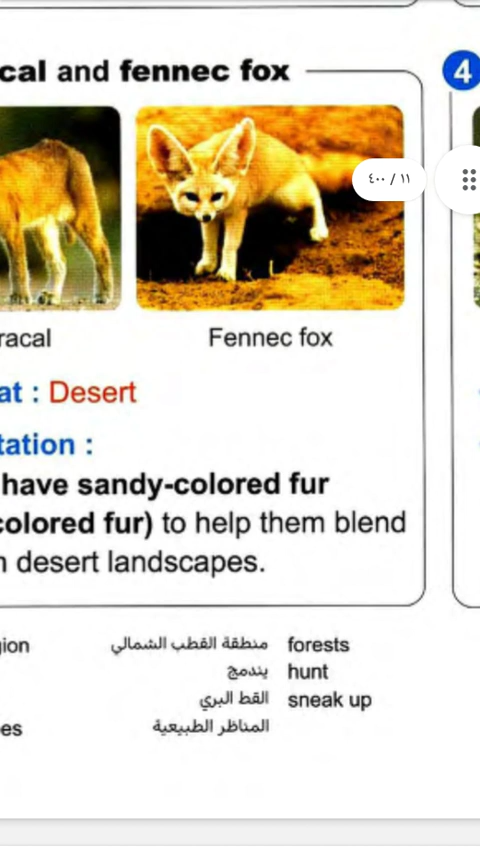 cal and fennec fox
4
٤٠٠ / ١١
racal
Fennec fox
at : Desert
tation :
have sandy-colored fur
colored fur) to help them blend
n desert landscapes.
gion
منطقة القطب الشمالي
forests
يندمج
hunt
القط البري
sneak up
es
المناظر الطبيعية